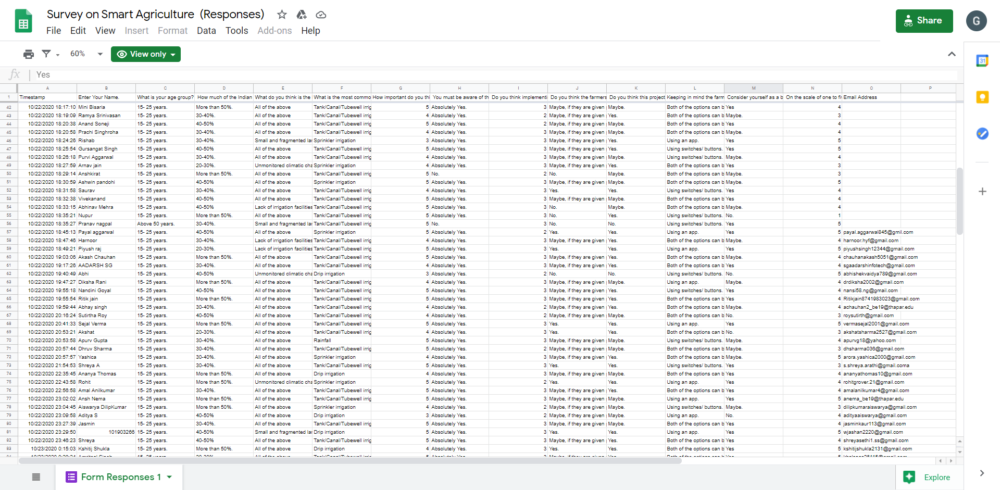 Survey on Smart Agriculture (Responses)
Share
G
File Edit View Insert Format Data Tools Add-ons Help
60% View only
fx Yes
A B C D E F G H I J K L M N O P
1 Timestamp Enter Your Name. What is your age group? How much of the Indian What do you think is the What is the most commo How important do you thi You must be aware of th Do you think implementi Do you think the farmers Do you think this project Keeping in mind the farm Consider yourself as a b On the scale of one to fi Email Address
42 10/22/2020 18:17:10 Mini Bisaria 15- 25 years. More than 50%. All of the above Tank/Canal/Tubewell irrig 5 Absolutely Yes. 3 Maybe, if they are given Maybe. Both of the options can b Yes 4
43 10/22/2020 18:19:09 Ramya Srinivasan 15- 25 years. 30-40%. All of the above Tank/Canal/Tubewell irrig 4 Absolutely Yes. 2 Maybe, if they are given Yes. Both of the options can b Maybe. 3
44 10/22/2020 18:20:38 Anand Soneji 15- 25 years. 40-50% All of the above Tank/Canal/Tubewell irrig 5 Absolutely Yes. 2 Maybe, if they are given Maybe. Both of the options can b Yes 4
45 10/22/2020 18:20:58 Prachi Singhroha 15- 25 years. 30-40%. All of the above Tank/Canal/Tubewell irrig 4 Absolutely Yes. 3 Maybe, if they are given Maybe. Both of the options can b Maybe. 4
46 10/22/2020 18:24:26 Rishab 15- 25 years. 30-40%. Small and fragmented lan Sprinkler irrigation 3 Absolutely Yes. 3 Maybe, if they are given Yes. Using an app. Yes 5
47 10/22/2020 18:25:54 Gursangat Singh 15- 25 years. 40-50% All of the above Tank/Canal/Tubewell irrig 5 Absolutely Yes. 3 Maybe, if they are given Yes. Using switches/ buttons. Yes 5
48 10/22/2020 18:26:18 Purvi Aggarwal 15- 25 years. 30-40%. All of the above Tank/Canal/Tubewell irrig 4 Absolutely Yes. 3 Maybe, if they are given Maybe. Using switches/ buttons. Maybe. 4
49 10/22/2020 18:27:59 Arnav jain 15- 25 years. 20-30%. Unmonitored climatic cha Sprinkler irrigation 4 Absolutely Yes. 3 Maybe, if they are given Yes. Both of the options can b Yes 3
50 10/22/2020 18:29:14 Anshkirat 15- 25 years. More than 50%. All of the above Tank/Canal/Tubewell irrig 5 No. 2 No. Maybe. Both of the options can b Maybe. 3
51 10/22/2020 18:30:59 Ashwin pandohi 15- 25 years. 40-50% All of the above Sprinkler irrigation 5 Absolutely Yes. 3 Maybe, if they are given Maybe. Both of the options can b Maybe. 5
52 10/22/2020 18:31:58 Saurav 15- 25 years. 30-40%. All of the above Tank/Canal/Tubewell irrig 4 Absolutely Yes. 3 Yes. Yes. Using switches/ buttons. Yes 4
53 10/22/2020 18:32:38 Vivekanand 15- 25 years. 40-50% All of the above Tank/Canal/Tubewell irrig 5 Absolutely Yes. 3 Maybe, if they are given Maybe. Both of the options can b Yes 4
54 10/22/2020 18:33:15 Abhinav Mehra 15- 25 years. 40-50% Lack of irrigation facilities Tank/Canal/Tubewell irrig 5 Absolutely Yes. 3 No. Maybe. Both of the options can b Maybe. 4
55 10/22/2020 18:35:21 Nupur 15- 25 years. More than 50%. All of the above Tank/Canal/Tubewell irrig 5 Absolutely Yes. 3 No. Yes. Using switches/ buttons. No. 1
56 10/22/2020 18:35:27 Pranav nagpal Above 50 years. 30-40%. Small and fragmented lan Tank/Canal/Tubewell irrig 5 No. 3 No. No. Using switches/ buttons. Yes 5
57 10/22/2020 18:45:13 Payal aggarwal 15- 25 years. 40-50% All of the above Sprinkler irrigation 5 Absolutely Yes. 2 Yes. Yes. Using an app. Yes 5 payal.aggarwal845@gmil.com
58 10/22/2020 18:47:46 Harnoor 15- 25 years. 30-40%. Lack of irrigation facilities Tank/Canal/Tubewell irrig 4 Absolutely Yes. 3 Maybe, if they are given Yes. Both of the options can b Maybe. 4 harnoor.hyf@gmail.com
59 10/22/2020 18:49:21 Piyush raj 15- 25 years. 20-30%. Lack of irrigation facilities Tank/Canal/Tubewell irrig 5 Absolutely Yes. 3 Yes. Yes. Using an app. Yes 5 piyushsingh12344@gmail.com
60 10/22/2020 19:03:06 Akash Chauhan 15- 25 years. More than 50%. All of the above Tank/Canal/Tubewell irrig 5 Absolutely Yes. 3 Maybe, if they are given Yes. Both of the options can b Maybe. 4 chauhanakash5051@gmail.com
61 10/22/2020 19:17:26 AADARSH SG 15- 25 years. 30-40%. All of the above Tank/Canal/Tubewell irrig 4 Absolutely Yes. 3 Maybe, if they are given Yes. Both of the options can b Yes 4 sgaadarshinfotech@gmail.com
62 10/22/2020 19:40:49 Abhi 15- 25 years. 40-50% Unmonitored climatic cha Drip irrigation 3 Absolutely Yes. 2 No. No. Using switches/ buttons. No. 5 abhishekvaidya789@gmail.com
63 10/22/2020 19:47:27 Diksha Rani 15- 25 years. More than 50%. All of the above Tank/Canal/Tubewell irrig 4 Absolutely Yes. 3 Maybe, if they are given Maybe. Using an app. Maybe. 4 drdiksha2002@gmail.com
64 10/22/2020 19:55:18 Nandini Goyal 15- 25 years. 40-50% All of the above Tank/Canal/Tubewell irrig 5 Absolutely Yes. 3 Maybe, if they are given Yes. Using switches/ buttons. Yes 4 nansi58.ng@gmail.com
65 10/22/2020 19:55:54 Ritik jain 15- 25 years. More than 50%. All of the above Tank/Canal/Tubewell irrig 5 Absolutely Yes. 3 Maybe, if they are given Yes. Both of the options can b Yes 4 Ritikjain8741983023@gmail.com
66 10/22/2020 19:59:44 Abhay singh 15- 25 years. 30-40%. All of the above Tank/Canal/Tubewell irrig 4 Absolutely Yes. 2 Maybe, if they are given Yes. Both of the options can b Maybe. 4 achauhan2_be19@thapar.edu
67 10/22/2020 20:16:24 Sutirtha Roy 15- 25 years. 40-50% All of the above Tank/Canal/Tubewell irrig 4 Absolutely Yes. 2 Maybe, if they are given Maybe. Both of the options can b No. 3 roysutirth@gmail.com
68 10/22/2020 20:41:33 Sejal Verma 15- 25 years. More than 50%. All of the above Tank/Canal/Tubewell irrig 5 Absolutely Yes. 3 Yes. Yes. Using an app. Yes 5 vermasejal2001@gmail.com
69 10/22/2020 20:53:21 Akshat 15- 25 years. 20-30%. All of the above Tank/Canal/Tubewell irrig 4 Absolutely Yes. 3 Yes. Yes. Both of the options can b No. 3 akshatsharma2527@gmail.com
70 10/22/2020 20:53:58 Apurv Gupta 15- 25 years. 30-40%. All of the above Rainfall 5 Absolutely Yes. 3 Maybe, if they are given Maybe. Using switches/ buttons. Maybe. 4 apurvg18@yahoo.com
71 10/22/2020 20:57:44 Dhruv Sharma 15- 25 years. 30-40%. All of the above Tank/Canal/Tubewell irrig 5 Absolutely Yes. 2 Maybe, if they are given Maybe. Both of the options can b Maybe. 3 dhsharma036@gmail.com
72 10/22/2020 20:57:57 Yashica 15- 25 years. 30-40%. All of the above Sprinkler irrigation 4 Absolutely Yes. 3 Maybe, if they are given Yes. Both of the options can b Maybe. 5 arora.yashica2000@gmail.com
73 10/22/2020 21:54:53 Shreya A 15- 25 years. 30-40%. All of the above Tank/Canal/Tubewell irrig 5 Absolutely Yes. 3 Yes. Yes. Using switches/ buttons. Yes 3 s.shreya.arathi@gmail.coma
74 10/22/2020 22:35:45 Ananya Thomas 15- 25 years. More than 50%. All of the above Drip irrigation 4 Absolutely Yes. 3 Maybe, if they are given Maybe. Both of the options can b Yes 4 ananyathomas10@gmail.com
75 10/22/2020 22:43:58 Rohit 15- 25 years. More than 50%. Unmonitored climatic cha Sprinkler irrigation 5 Absolutely Yes. 2 Yes. Yes. Using an app. Yes 4 rohitgrover.21@gmail.com
76 10/22/2020 22:56:58 Amal Anilkumar 15- 25 years. 30-40%. All of the above Tank/Canal/Tubewell irrig 5 Absolutely Yes. 3 Maybe, if they are given Yes. Both of the options can b Yes 4 amalanilkumar4@gmail.com
77 10/22/2020 23:02:02 Ansh Nema 15- 25 years. More than 50%. All of the above Tank/Canal/Tubewell irrig 5 Absolutely Yes. 3 Maybe, if they are given Maybe. Using an app. Yes 5 anema_be19@thapar.edu
78 10/22/2020 23:04:45 Aiswarya DilipKumar 15- 25 years. More than 50%. All of the above Sprinkler irrigation 4 Absolutely Yes. 2 Maybe, if they are given Maybe. Using switches/ buttons. Maybe. 3 dilipkumaraiswarya@gmail.com
79 10/22/2020 23:09:58 Aditya S 15- 25 years. 40-50% All of the above Drip irrigation 3 Absolutely Yes. 2 Maybe, if they are given Maybe. Using an app. No. 4 adityaaiswarya@gmail.com
80 10/22/2020 23:27:39 Jasmin 15- 25 years. 30-40%. All of the above Tank/Canal/Tubewell irrig 5 Absolutely Yes. 3 Maybe, if they are given Maybe. Both of the options can b Yes 4 jasminkaur113@gmail.com
81 10/22/2020 23:29:50 101903266 15- 25 years. 40-50% Small and fragmented lan Drip irrigation 5 Absolutely Yes. 3 Yes. Yes. Using an app. Yes 5 wjashan2220@gmail.com
82 10/22/2020 23:46:23 Shreya 15- 25 years. 40-50% All of the above Tank/Canal/Tubewell irrig 5 Absolutely Yes. 3 Maybe, if they are given Yes. Both of the options can b Yes 4 shreyasethi1.ss@gmail.com
83 10/23/2020 0:15:03 Kshitij Shukla 15- 25 years. More than 50%. All of the above Drip irrigation 4 Absolutely Yes. 3 Yes. Yes. Both of the options can b Yes 5 kshitijshukla2131@gmail.com
Form Responses 1 Explore